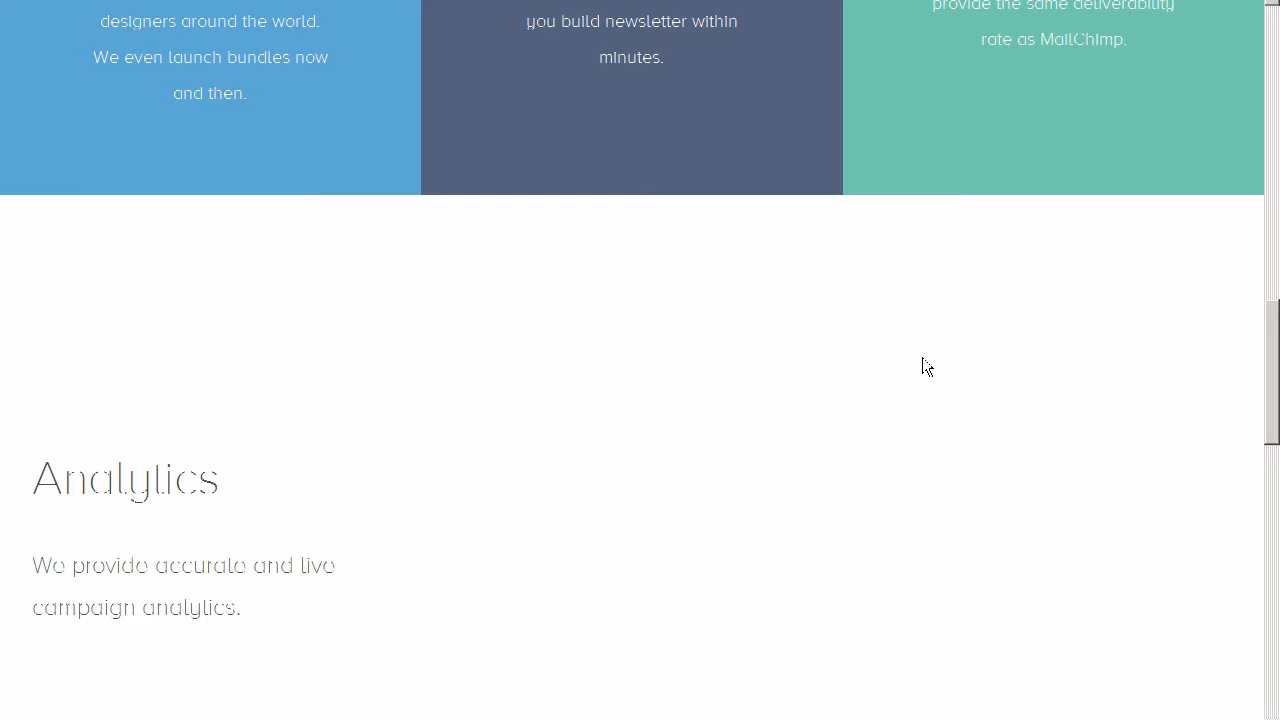 designers around the world.
We even launch bundles now
and then.
you build newsletter within
minutes.
provide the same deliverability
rate as MailChimp.
Analytics
We provide accurate and live
campaign analytics.